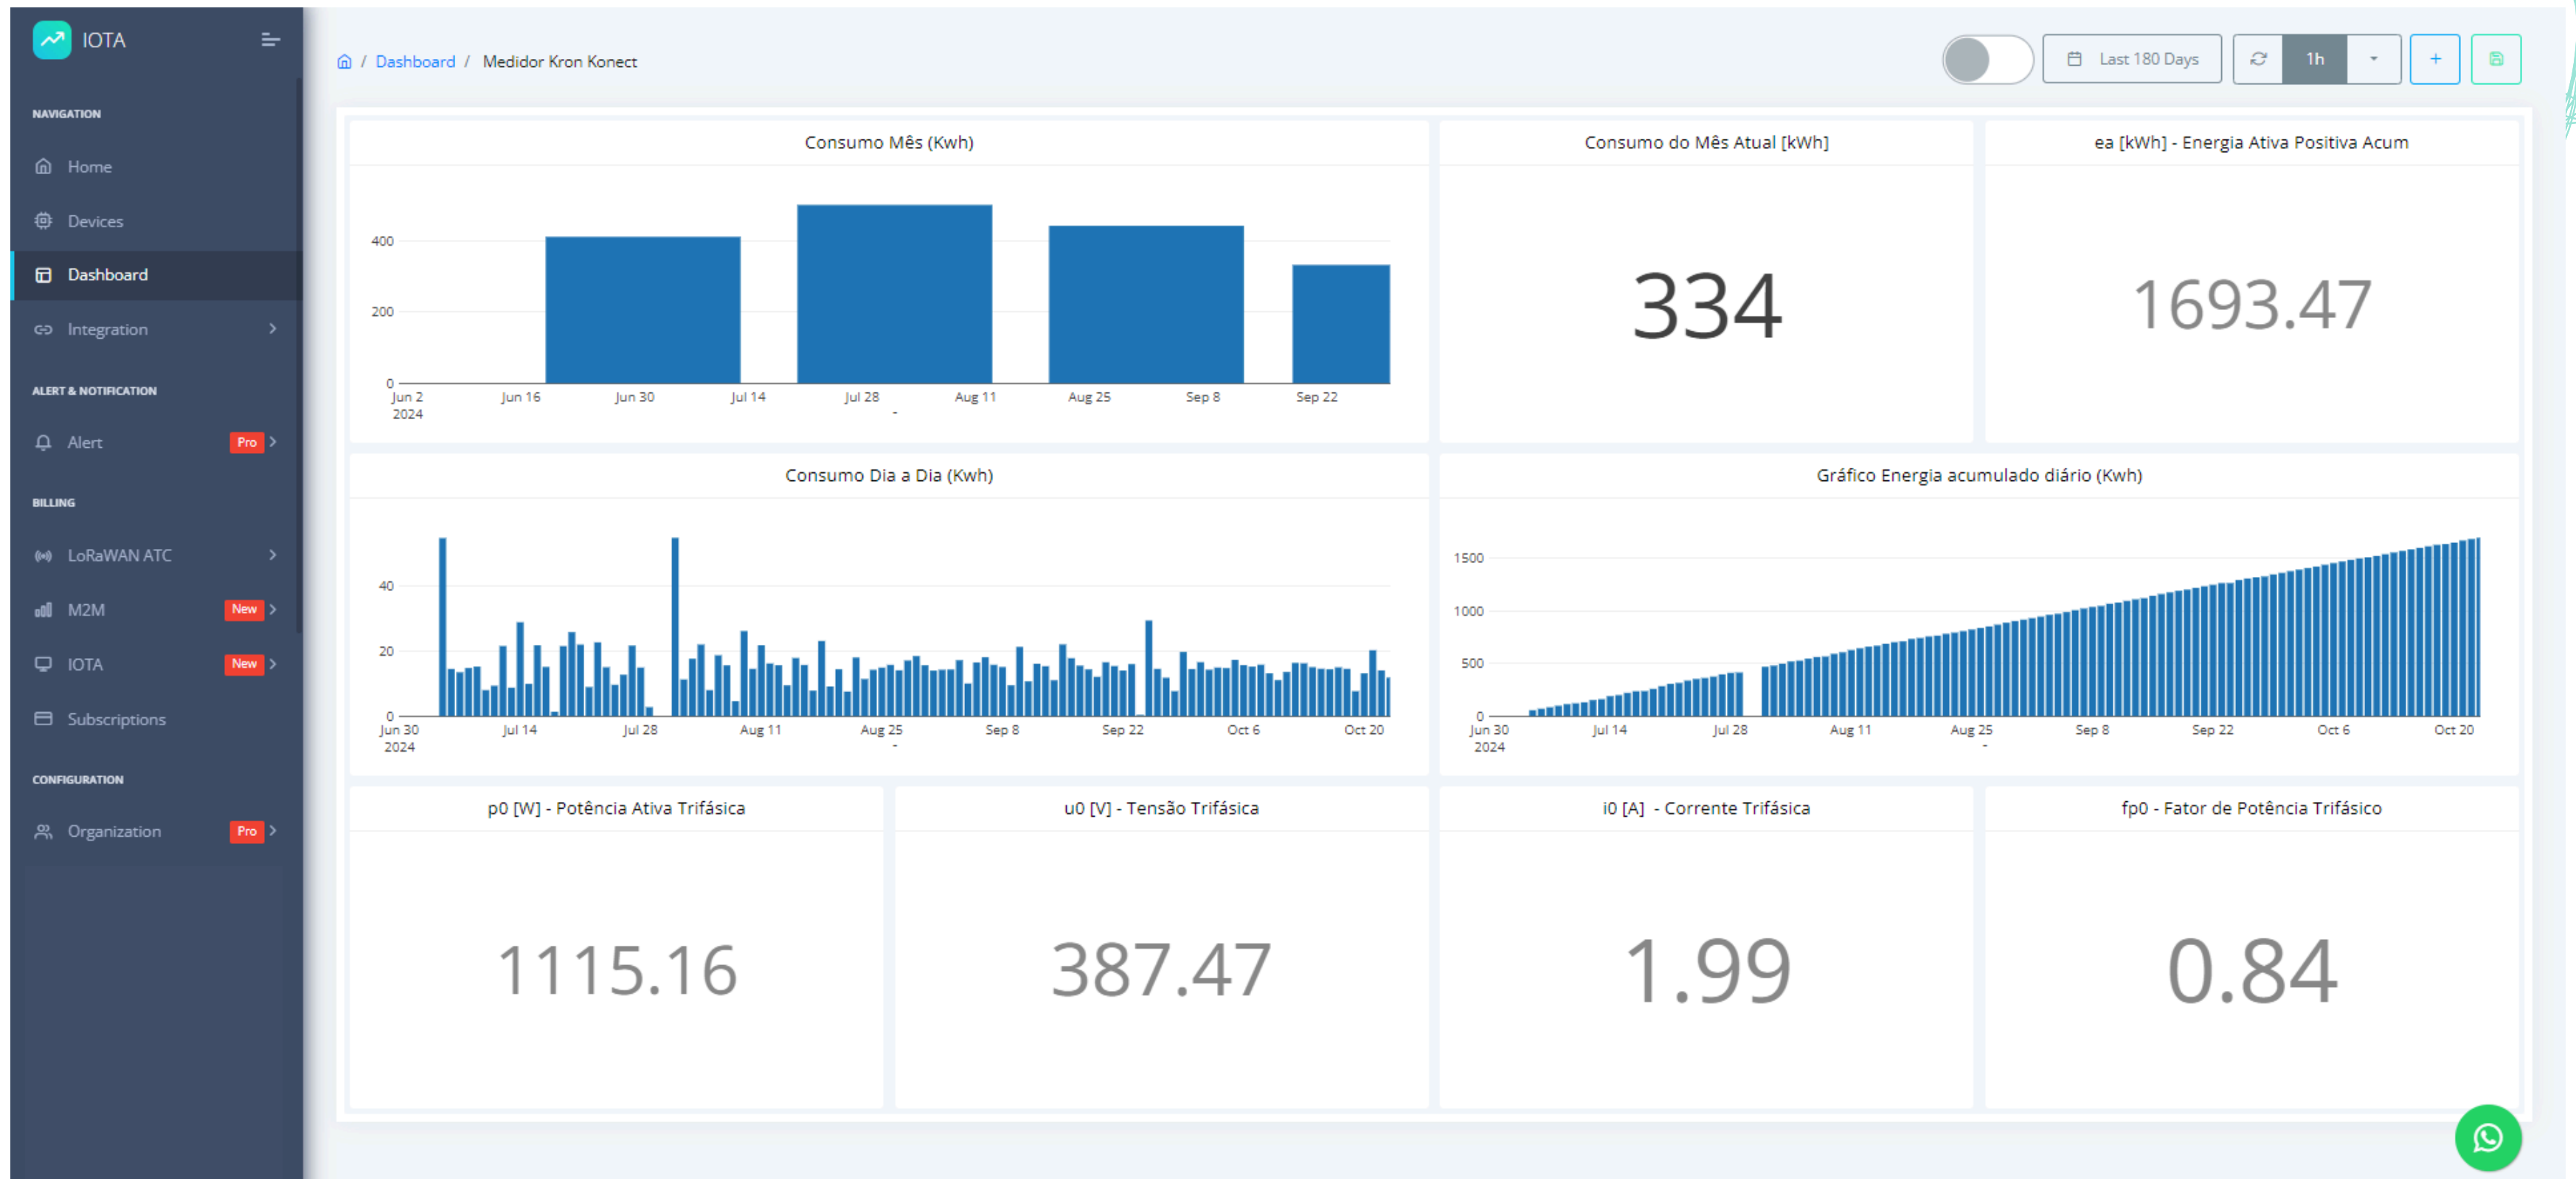 IOTA
NAVIGATION
Home
Devices
Dashboard
Integration
ALERT & NOTIFICATION
Alert Pro
BILLING
LoRaWAN ATC
M2M New
IOTA New
Subscriptions
CONFIGURATION
Organization Pro
/ Dashboard / Medidor Kron Konect
Last 180 Days
1h
+
Consumo Mês (Kwh)
400
200
0
Jun 2 Jun 16 Jun 30 Jul 14 Jul 28 Aug 11 Aug 25 Sep 8 Sep 22
2024
-
Consumo do Mês Atual [kWh]
334
ea [kWh] - Energia Ativa Positiva Acum
1693.47
Consumo Dia a Dia (Kwh)
40
20
0
Jun 30 Jul 14 Jul 28 Aug 11 Aug 25 Sep 8 Sep 22 Oct 6 Oct 20
2024
-
Gráfico Energia acumulado diário (Kwh)
1500
1000
500
0
Jun 30 Jul 14 Jul 28 Aug 11 Aug 25 Sep 8 Sep 22 Oct 6 Oct 20
2024
-
p0 [W] - Potência Ativa Trifásica
1115.16
u0 [V] - Tensão Trifásica
387.47
i0 [A] - Corrente Trifásica
1.99
fp0 - Fator de Potência Trifásico
0.84